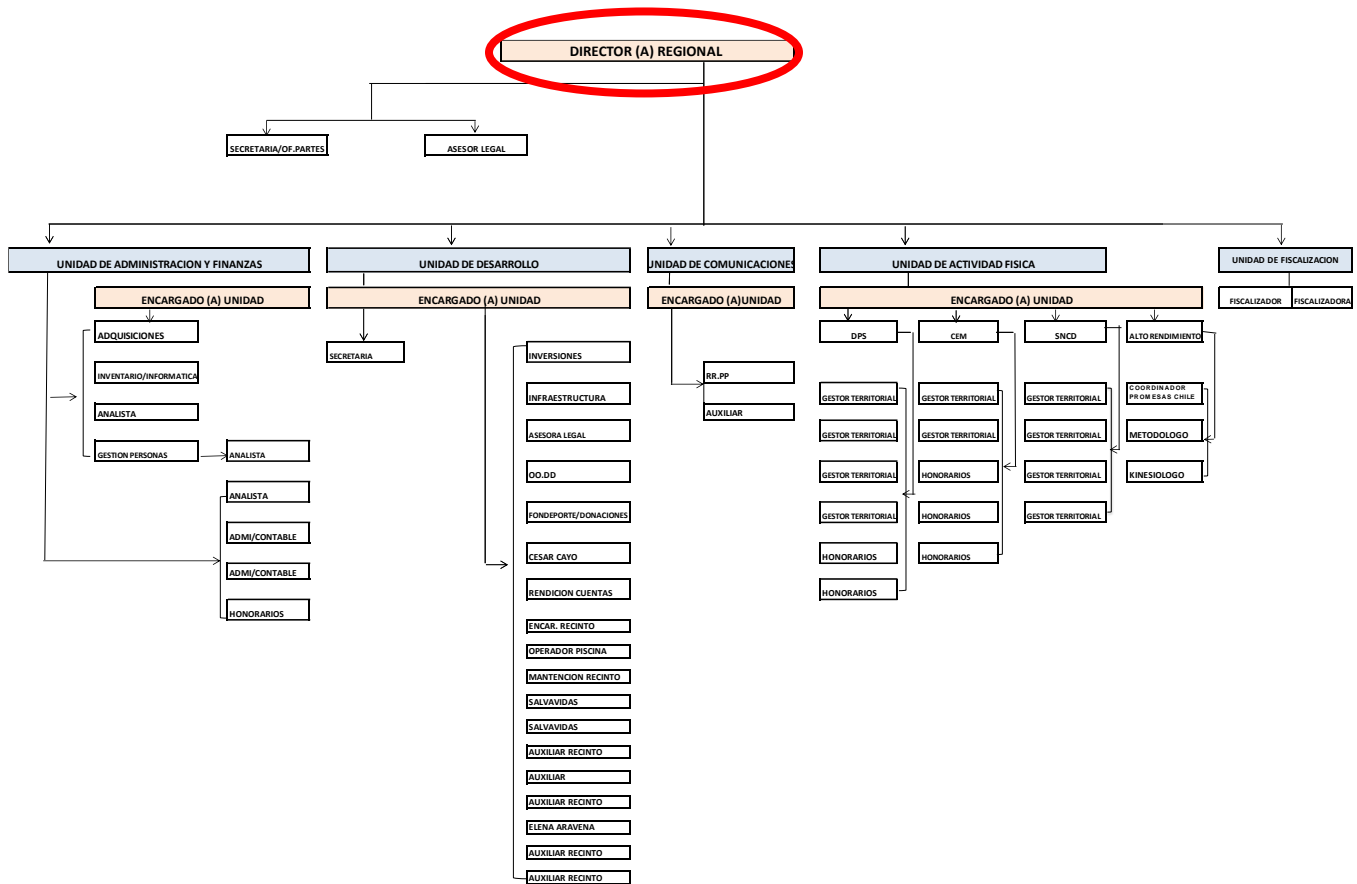 DIRECTOR (A) REGIONAL
SECRETARIA/OF.PARTES
ASESOR LEGAL
UNIDAD DE ADMINISTRACION Y FINANZAS
ENCARGADO (A) UNIDAD
ADQUISICIONES
INVENTARIO/INFORMATICA
ANALISTA
GESTION PERSONAS
ANALISTA
ANALISTA
ADMI/CONTABLE
ADMI/CONTABLE
HONORARIOS
UNIDAD DE DESARROLLO
ENCARGADO (A) UNIDAD
SECRETARIA
INVERSIONES
INFRAESTRUCTURA
ASESORA LEGAL
OO.DD
FONDEPORTE/DONACIONES
CESAR CAYO
RENDICION CUENTAS
ENCAR. RECINTO
OPERADOR PISCINA
MANTENCION RECINTO
SALVAVIDAS
SALVAVIDAS
AUXILIAR RECINTO
AUXILIAR
AUXILIAR RECINTO
ELENA ARAVENA
AUXILIAR RECINTO
AUXILIAR RECINTO
UNIDAD DE COMUNICACIONES
ENCARGADO (A)UNIDAD
RR.PP
AUXILIAR
UNIDAD DE ACTIVIDAD FISICA
ENCARGADO (A) UNIDAD
DPS
GESTOR TERRITORIAL
GESTOR TERRITORIAL
GESTOR TERRITORIAL
GESTOR TERRITORIAL
HONORARIOS
HONORARIOS
CEM
GESTOR TERRITORIAL
GESTOR TERRITORIAL
HONORARIOS
HONORARIOS
HONORARIOS
SNCD
GESTOR TERRITORIAL
GESTOR TERRITORIAL
GESTOR TERRITORIAL
GESTOR TERRITORIAL
ALTO RENDIMIENTO
COORDINADOR
PROMESAS CHILE
METODOLOGO
KINESIOLOGO
UNIDAD DE FISCALIZACION
FISCALIZADOR
FISCALIZADORA